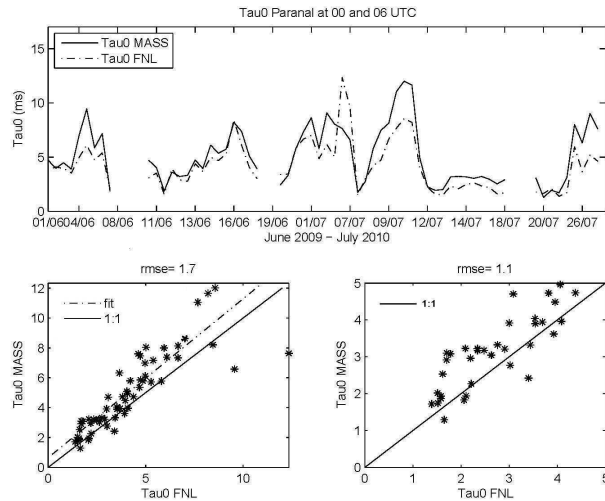 Tau0 Paranal at 00 and 06 UTC
Tau0 MASS
Tau0 FNL
Tau0 (ms)
15
10
5
0
01/06 04/06 08/06 11/06 13/06 16/06 19/06 22/06 01/07 07/07 09/07 12/07 14/07 18/07 20/07 26/07
June 2009 – July 2010
rmse= 1.7
fit
1:1
Tau0 MASS
12
10
8
6
4
2
0
0 5 10
Tau0 FNL
rmse= 1.1
1:1
Tau0 MASS
5
4
3
2
1
0
0 1 2 3 4 5
Tau0 FNL